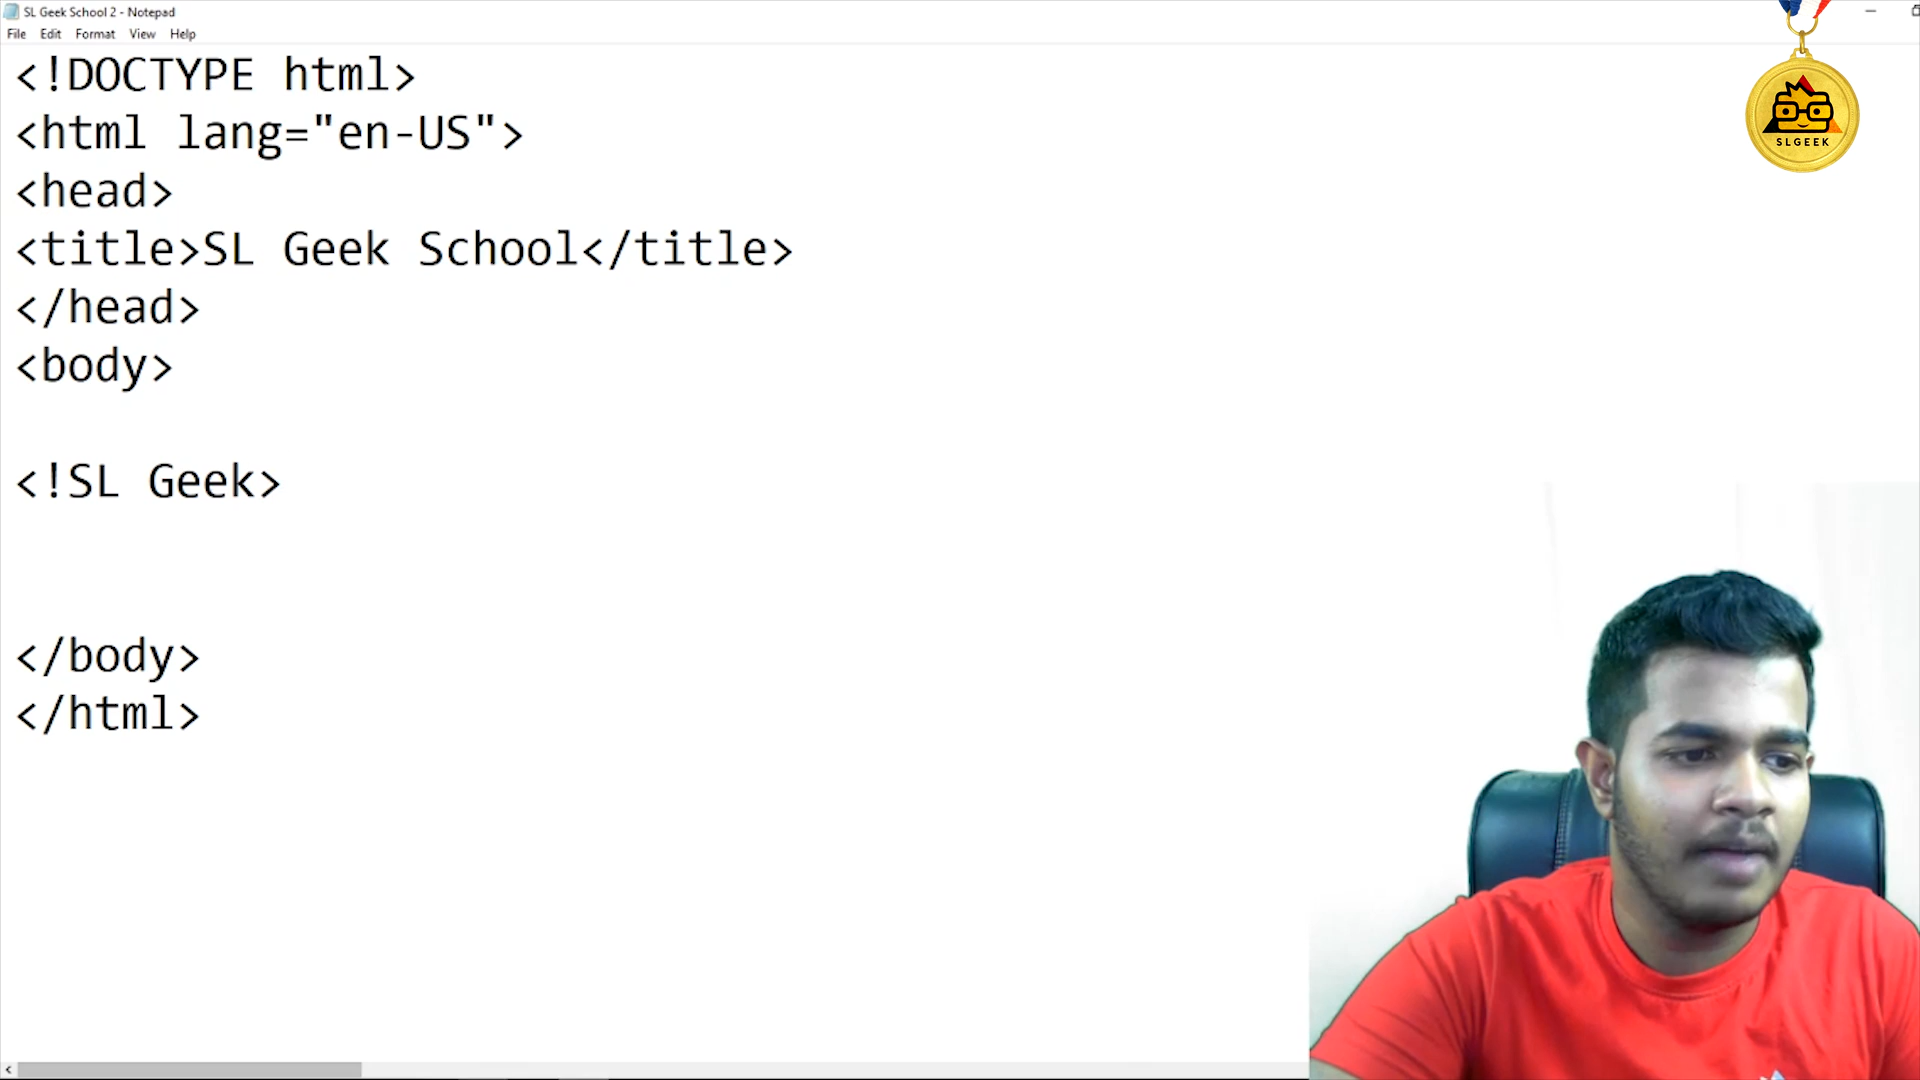 SL Geek School 2 - Notepad
File Edit Format View Help
<!DOCTYPE html>
<html lang="en-US">
<head>
<title>SL Geek School</title>
</head>
<body>
<!SL Geek>
</body>
</html>
SLGEEK